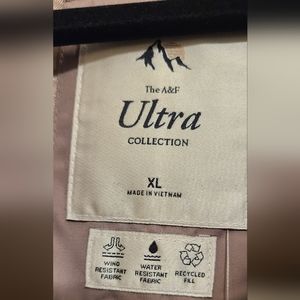 The A&F
Ultra
COLLECTION
XL
MADE IN VIETNAM
WIND
RESISTANT
FABRIC
WATER
RESISTANT
FABRIC
RECYCLED
FILL